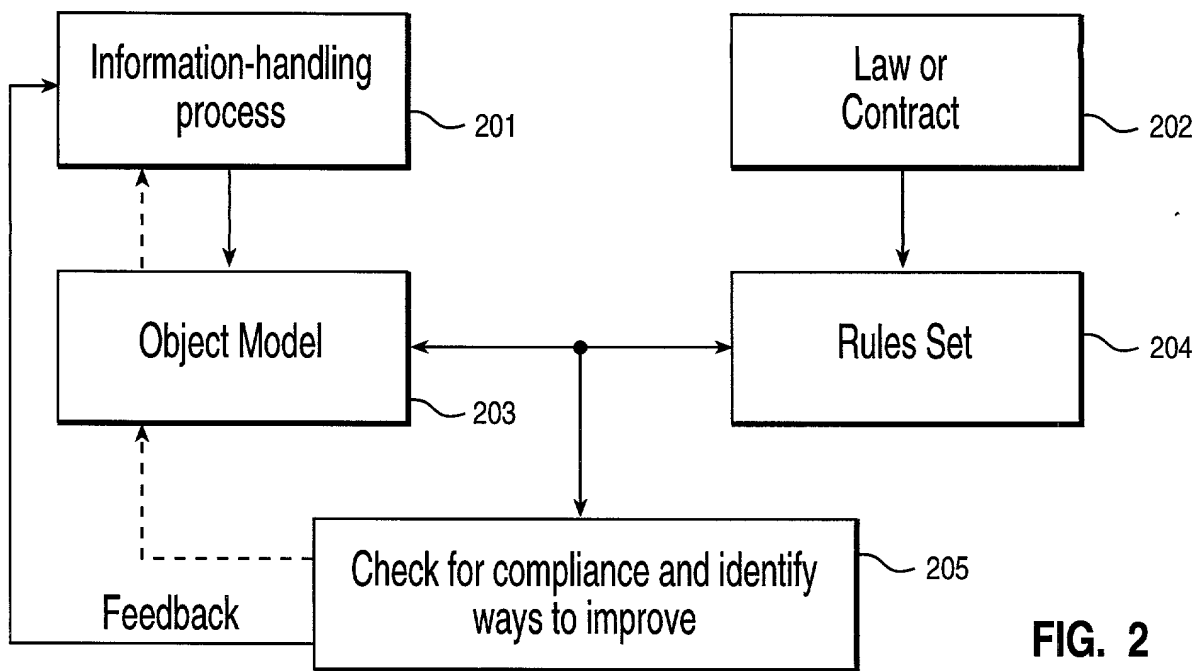 Information-handling
process
201
Law or
Contract
202
Object Model
203
Rules Set
204
Check for compliance and identify
ways to improve
205
Feedback
FIG. 2